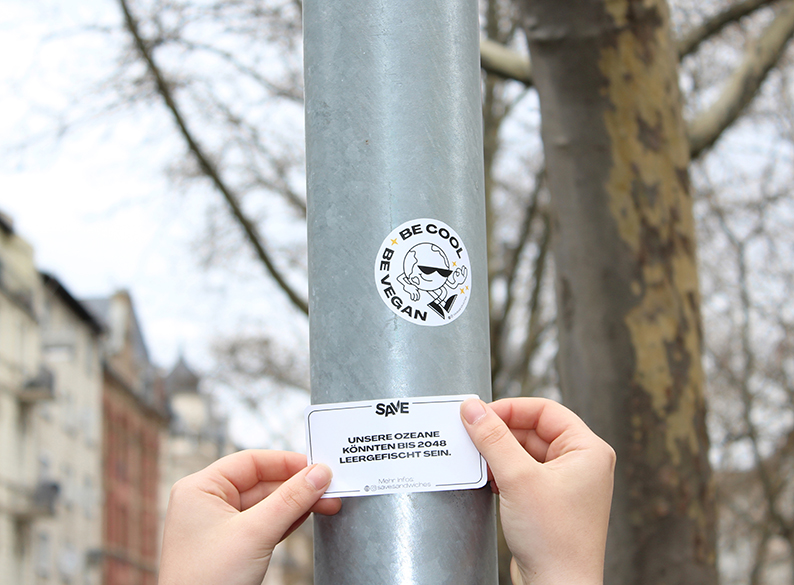 BE COOL
BE VEGAN
SAVE
UNSERE OZEANE
KÖNNTEN BIS 2048
LEERGEFISCHT SEIN.
Mehr infos:
@savesandwiches